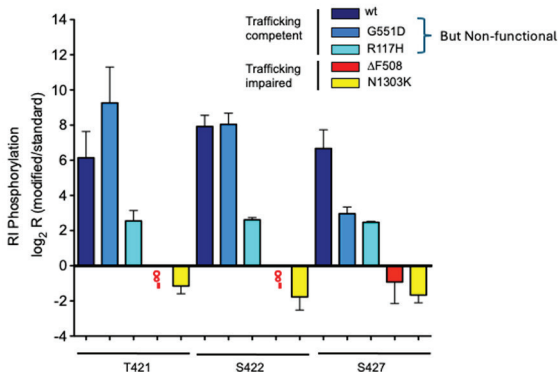 14
12
10
8
6
4
2
0
-2
-4
RI Phosphorylation
log2 R (modified/standard)
Trafficking
competent
wt
G551D
R117H
But Non-functional
Trafficking
impaired
ΔF508
N1303K
-∞
-∞
T421
S422
S427